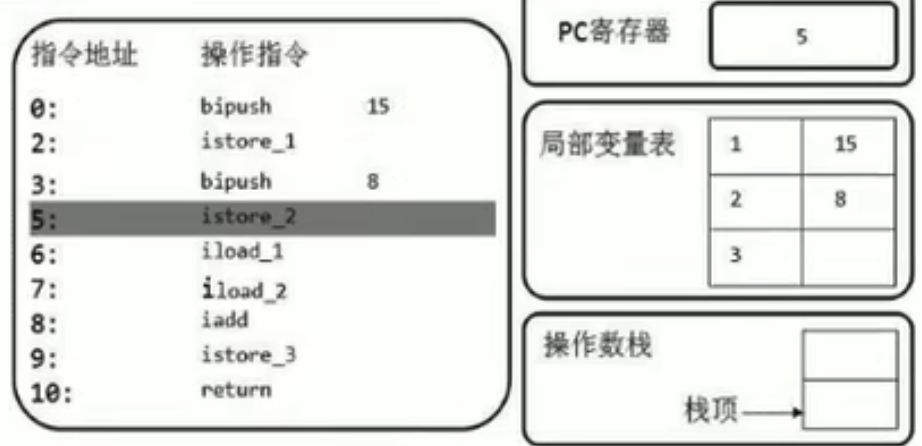 指令地址 操作指令
0: bipush 15
2: istore_1
3: bipush 8
5: istore_2
6: iload_1
7: iload_2
8: iadd
9: istore_3
10: return
PC寄存器 5
局部变量表 1 15
2 8
3
操作数栈
栈顶